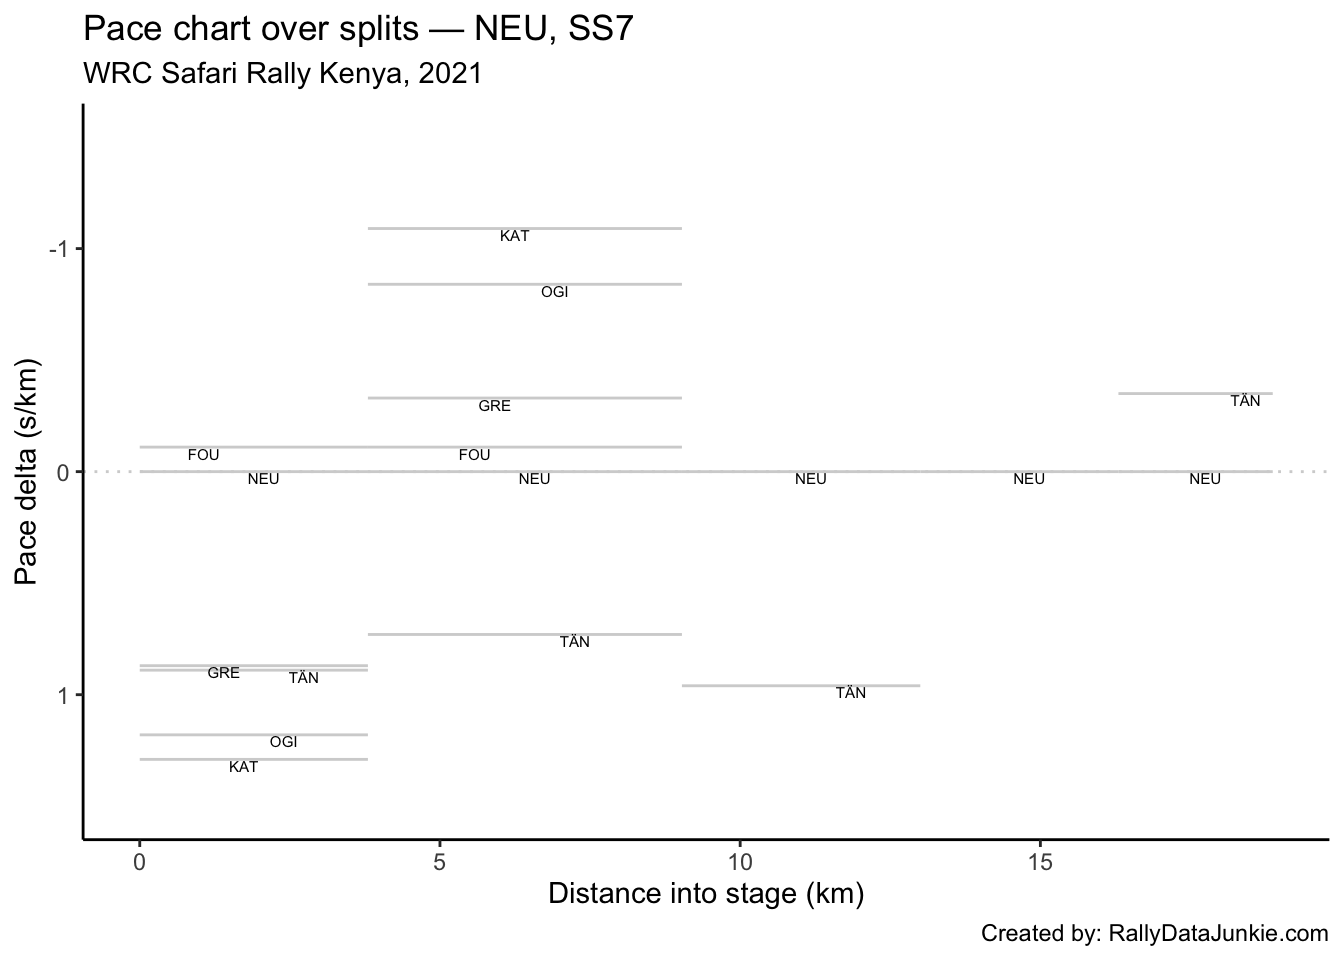 Pace chart over splits — NEU, SS7
WRC Safari Rally Kenya, 2021
Pace delta (s/km)
-1
0
1
KAT
OGI
GRE
TÄN
FOU
FOU
NEU
NEU
NEU
NEU
NEU
TÄN
GRE
TÄN
TÄN
OGI
KAT
0
5
10
15
Distance into stage (km)
Created by: RallyDataJunkie.com